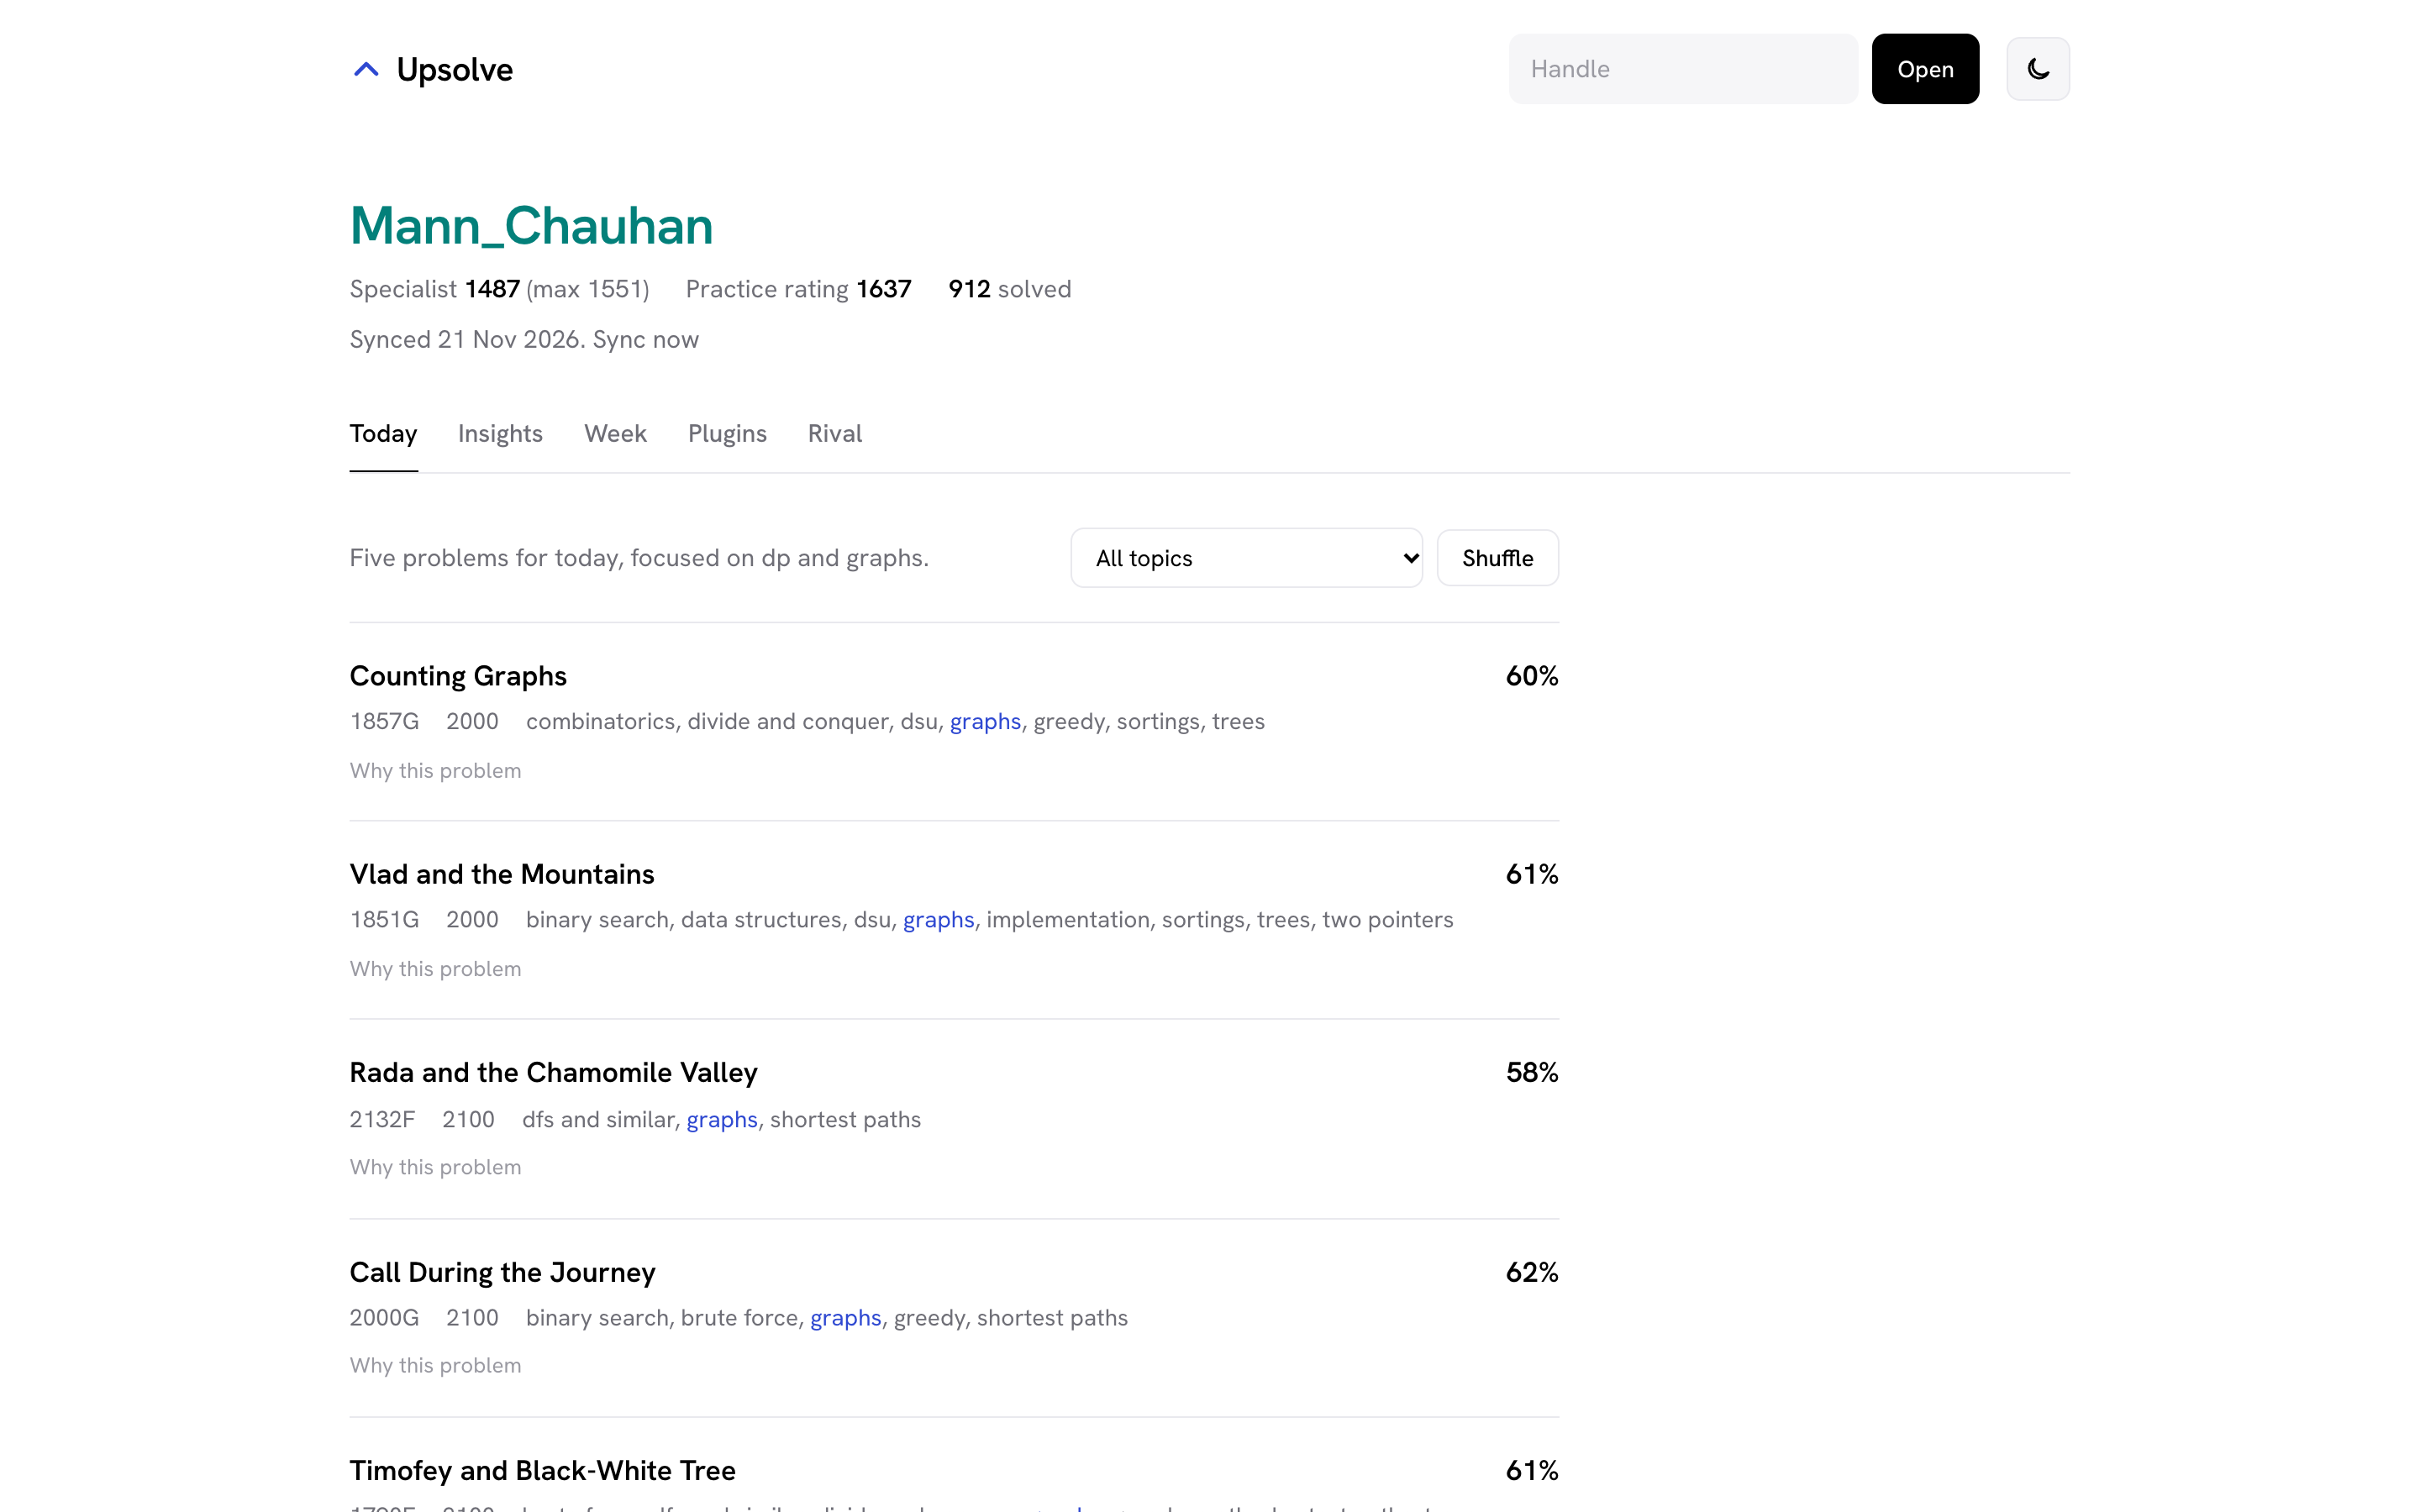 Upsolve
Handle
Open
Mann_Chauhan
Specialist 1487 (max 1551) Practice rating 1637 912 solved
Synced 21 Nov 2026. Sync now
Today Insights Week Plugins Rival
Five problems for today, focused on dp and graphs.
All topics
Shuffle
Counting Graphs 60%
1857G 2000 combinatorics, divide and conquer, dsu, graphs, greedy, sortings, trees
Why this problem
Vlad and the Mountains 61%
1851G 2000 binary search, data structures, dsu, graphs, implementation, sortings, trees, two pointers
Why this problem
Rada and the Chamomile Valley 58%
2132F 2100 dfs and similar, graphs, shortest paths
Why this problem
Call During the Journey 62%
2000G 2100 binary search, brute force, graphs, greedy, shortest paths
Why this problem
Timofey and Black-White Tree 61%